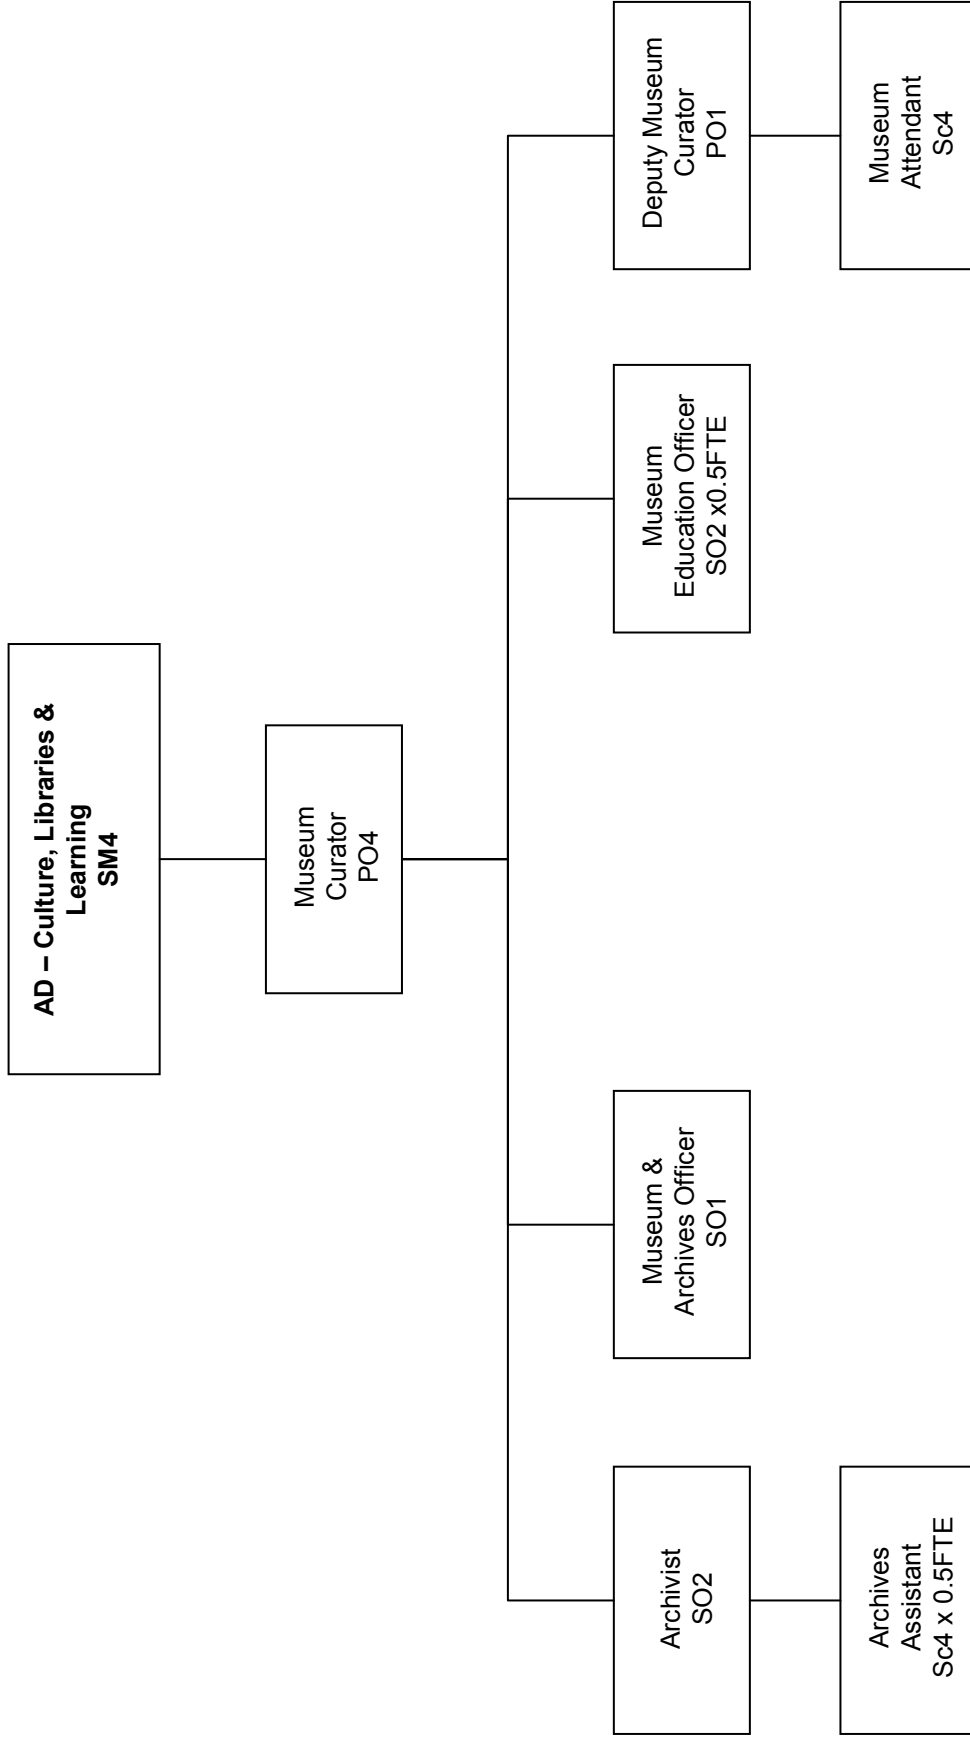 AD – Culture, Libraries &
Learning
SM4
Museum
Curator
PO4
Archivist
SO2
Museum &
Archives Officer
SO1
Museum
Education Officer
SO2 x0.5FTE
Deputy Museum
Curator
PO1
Archives
Assistant
Sc4 x 0.5FTE
Museum
Attendant
Sc4